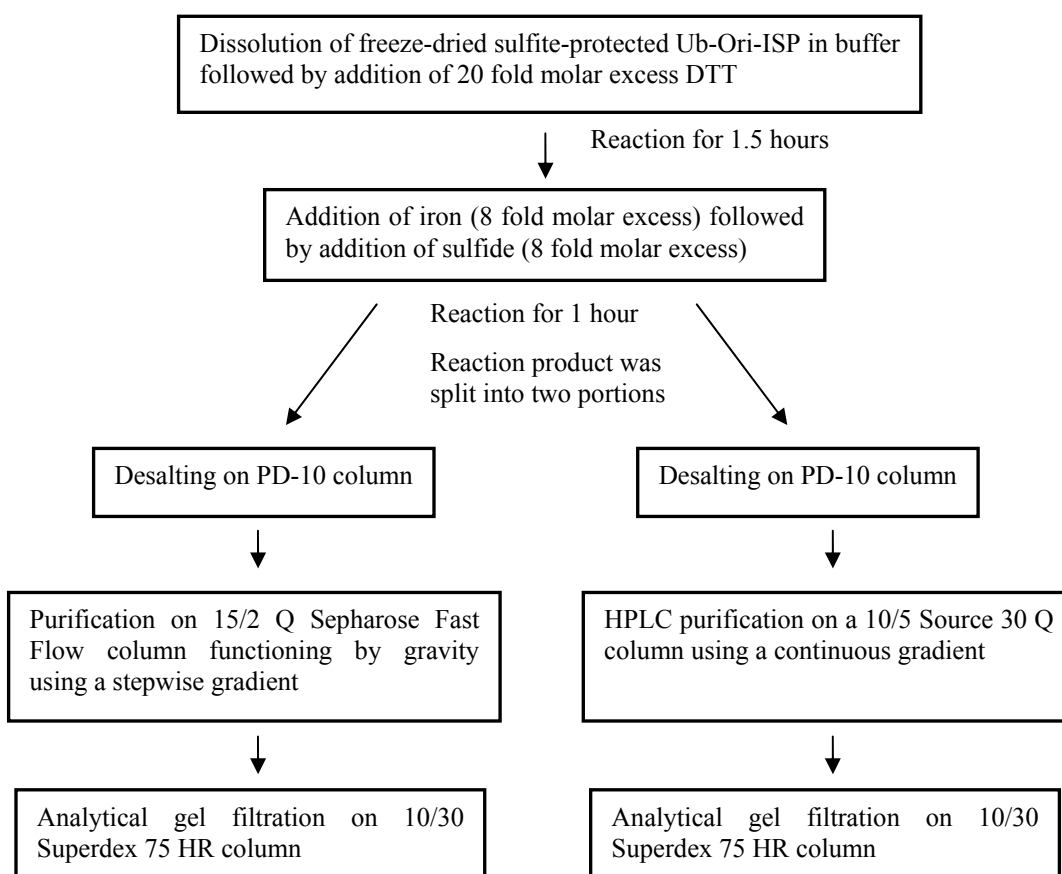 Dissolution of freeze-dried sulfite-protected Ub-Ori-ISP in buffer
followed by addition of 20 fold molar excess DTT
Reaction for 1.5 hours
Addition of iron (8 fold molar excess) followed
by addition of sulfide (8 fold molar excess)
Reaction for 1 hour
Reaction product was
split into two portions
Desalting on PD-10 column
Desalting on PD-10 column
Purification on 15/2 Q Sepharose Fast
Flow column functioning by gravity
using a stepwise gradient
HPLC purification on a 10/5 Source 30 Q
column using a continuous gradient
Analytical gel filtration on 10/30
Superdex 75 HR column
Analytical gel filtration on 10/30
Superdex 75 HR column